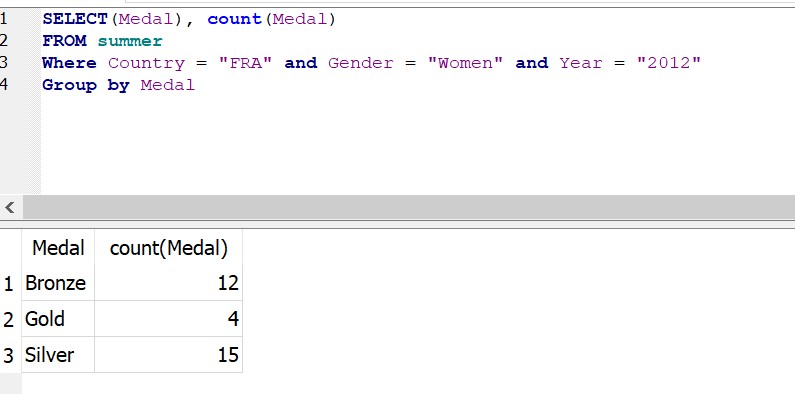 1 SELECT(Medal), count(Medal)
2 FROM summer
3 Where Country = "FRA" and Gender = "Women" and Year = "2012"
4 Group by Medal
<
Medal count(Medal)
1 Bronze 12
2 Gold 4
3 Silver 15